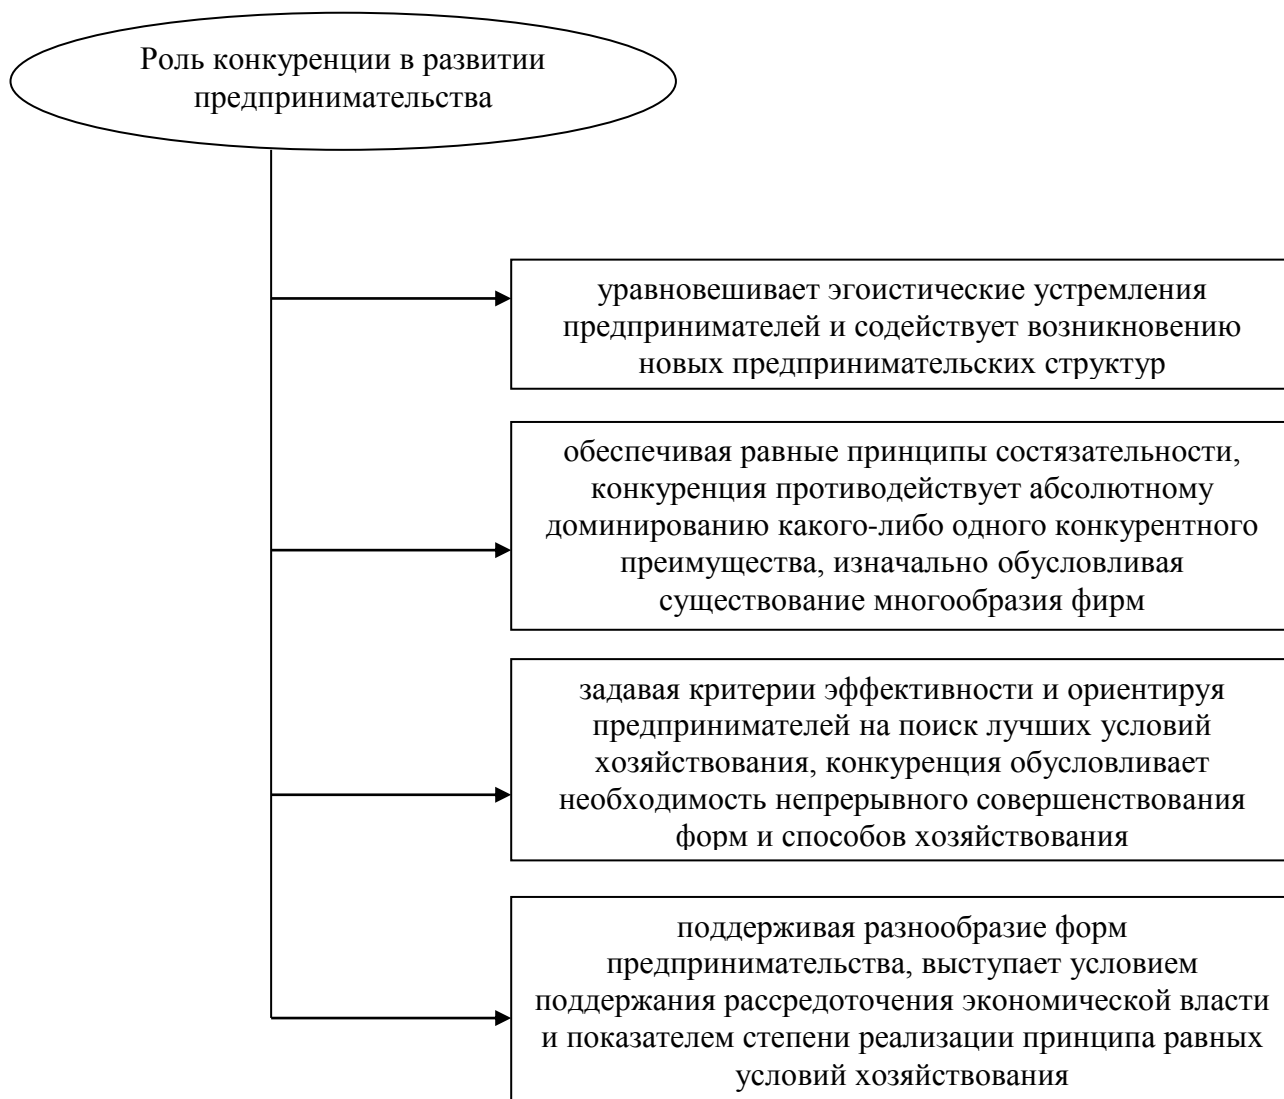 Роль конкуренции в развитии
предпринимательства
уравновешивает эгоистические устремления
предпринимателей и содействует возникновению
новых предпринимательских структур
обеспечивая равные принципы состязательности,
конкуренция противодействует абсолютному
доминированию какого-либо одного конкурентного
преимущества, изначально обусловливая
существование многообразия фирм
задавая критерии эффективности и ориентируя
предпринимателей на поиск лучших условий
хозяйствования, конкуренция обусловливает
необходимость непрерывного совершенствования
форм и способов хозяйствования
поддерживая разнообразие форм
предпринимательства, выступает условием
поддержания рассредоточения экономической власти
и показателем степени реализации принципа равных
условий хозяйствования